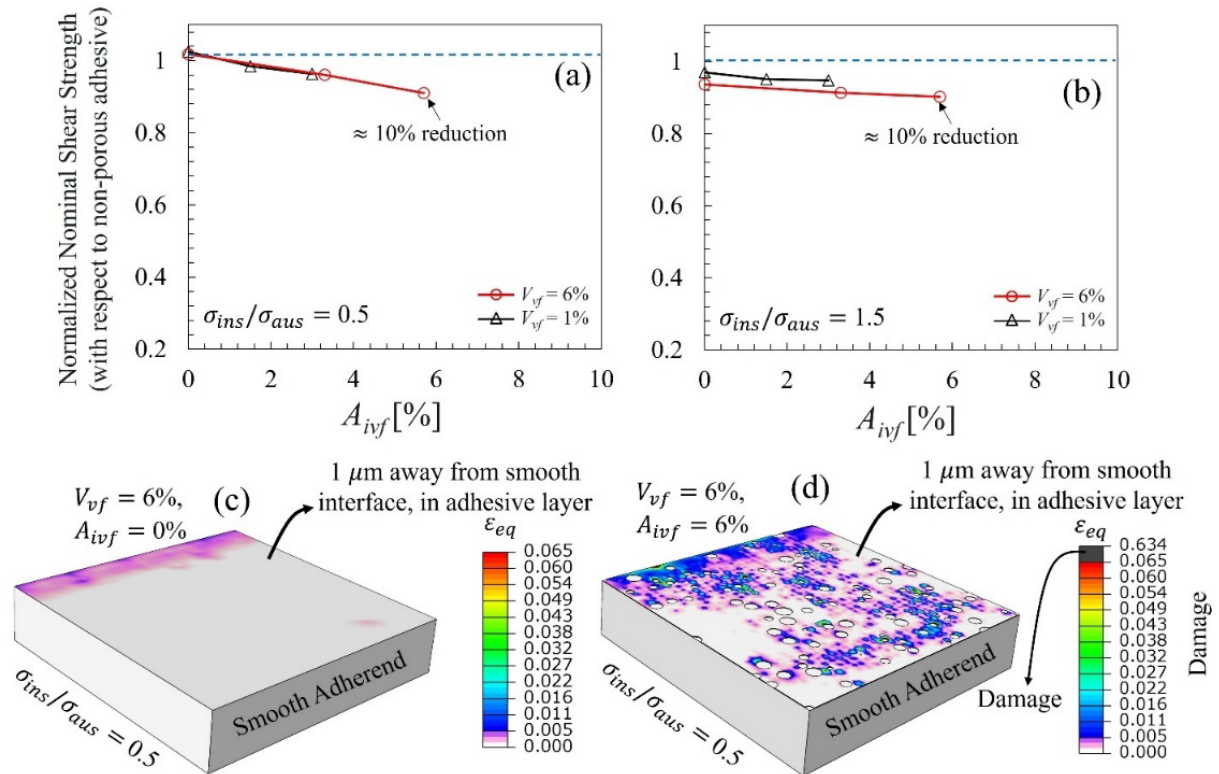 Normalized Nominal Shear Strength
(with respect to non-porous adhesive)
1
0.8
0.6
0.4
0.2
0
2
4
6
8
10
(a)
≈ 10% reduction
V_vf = 6%
V_vf = 1%
σ_ins/σ_aus = 0.5
A_ivf[%]
1
0.8
0.6
0.4
0.2
0
2
4
6
8
10
(b)
≈ 10% reduction
V_vf = 6%
V_vf = 1%
σ_ins/σ_aus = 1.5
A_ivf[%]
V_vf = 6%,
A_ivf = 0%
(c)
1 μm away from smooth
interface, in adhesive layer
ε_eq
0.065
0.060
0.054
0.049
0.043
0.038
0.032
0.027
0.022
0.016
0.011
0.005
0.000
Smooth Adherend
σ_ins/σ_aus = 0.5
V_vf = 6%,
A_ivf = 6%
(d)
1 μm away from smooth
interface, in adhesive layer
ε_eq
0.634
0.065
0.060
0.054
0.049
0.043
0.038
0.032
0.027
0.022
0.016
0.011
0.005
0.000
Damage
Damage
Smooth Adherend
σ_ins/σ_aus = 0.5